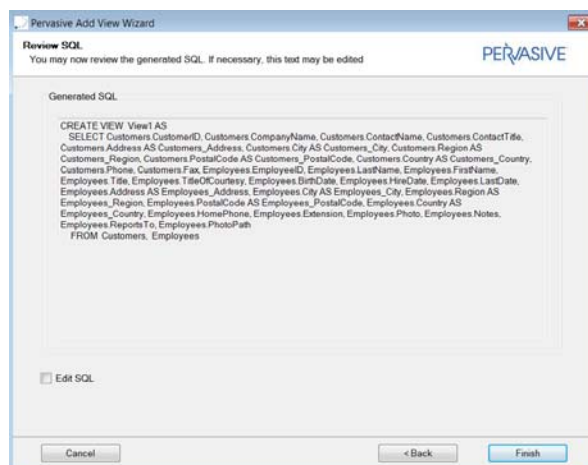 Pervasive Add View Wizard
Review SQL
You may now review the generated SQL. If necessary, this text may be edited
PERVASIVE
Generated SQL
CREATE VIEW View1 AS
SELECT Customers.CustomerID, Customers.CompanyName, Customers.ContactName, Customers.ContactTitle,
Customers.Address AS Customers_Address, Customers.City AS Customers_City, Customers.Region AS
Customers_Region, Customers.PostalCode AS Customers_PostalCode, Customers.Country AS Customers_Country,
Customers.Phone, Customers.Fax, Employees.EmployeeID, Employees.LastName, Employees.FirstName,
Employees.Title, Employees.TitleOfCourtesy, Employees.BirthDate, Employees.HireDate, Employees.LastDate,
Employees.Address AS Employees_Address, Employees.City AS Employees_City, Employees.Region AS
Employees_Region, Employees.PostalCode AS Employees_PostalCode, Employees.Country AS
Employees_Country, Employees.HomePhone, Employees.Extension, Employees.Photo, Employees.Notes,
Employees.ReportsTo, Employees.PhotoPath
FROM Customers, Employees
Edit SQL
Cancel
< Back
Finish